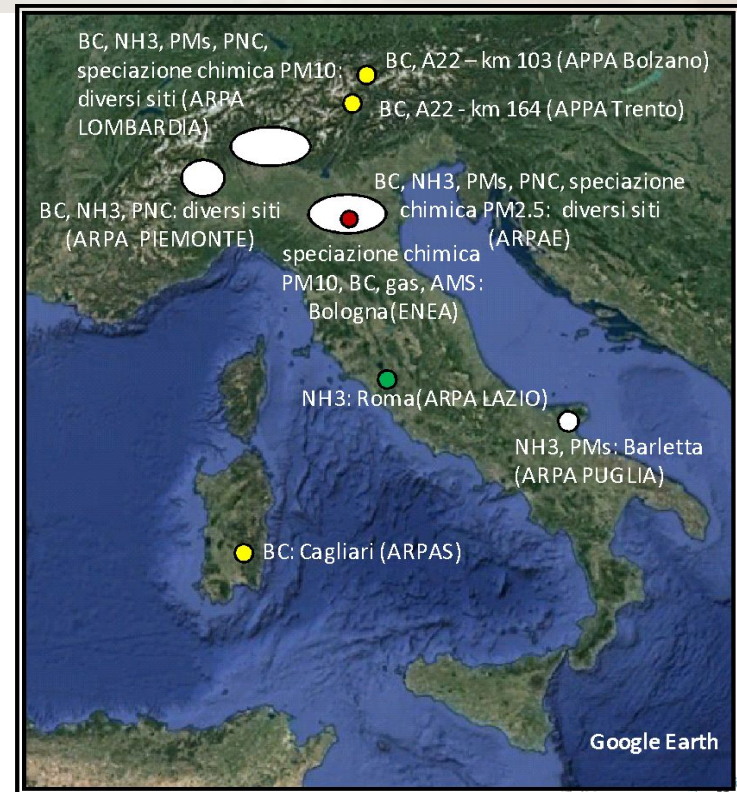 BC, NH3, PMs, PNC,
speciazione chimica PM10:
diversi siti (ARPA
LOMBARDIA)
BC, A22 – km 103 (APPA Bolzano)
BC, A22 - km 164 (APPA Trento)
BC, NH3, PNC: diversi siti
(ARPA PIEMONTE)
BC, NH3, PMs, PNC, speciazione
chimica PM2.5: diversi siti
(ARPAE)
speciazione chimica
PM10, BC, gas, AMS:
Bologna(ENEA)
NH3: Roma(ARPA LAZIO)
NH3, PMs: Barletta
(ARPA PUGLIA)
BC: Cagliari (ARPAS)
Google Earth